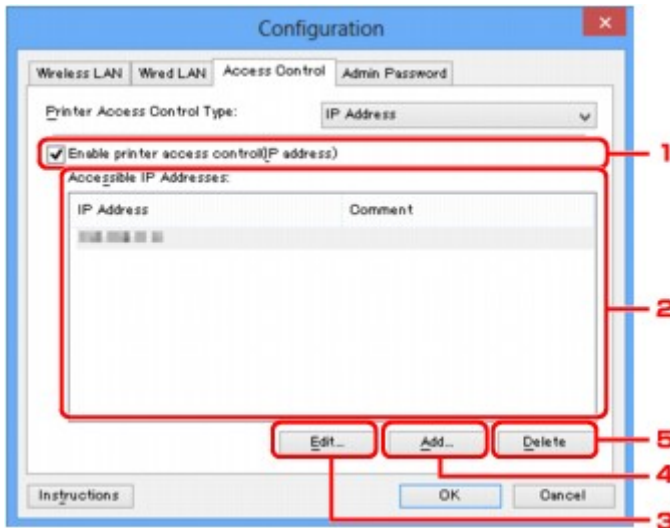 Configuration
Wireless LAN Wired LAN Access Control Admin Password
Printer Access Control Type: IP Address
Enable printer access control(IP address) 1
Accessible IP Addresses:
IP Address Comment
2
Edit... Add... Delete 5
4
Instructions OK Cancel
3